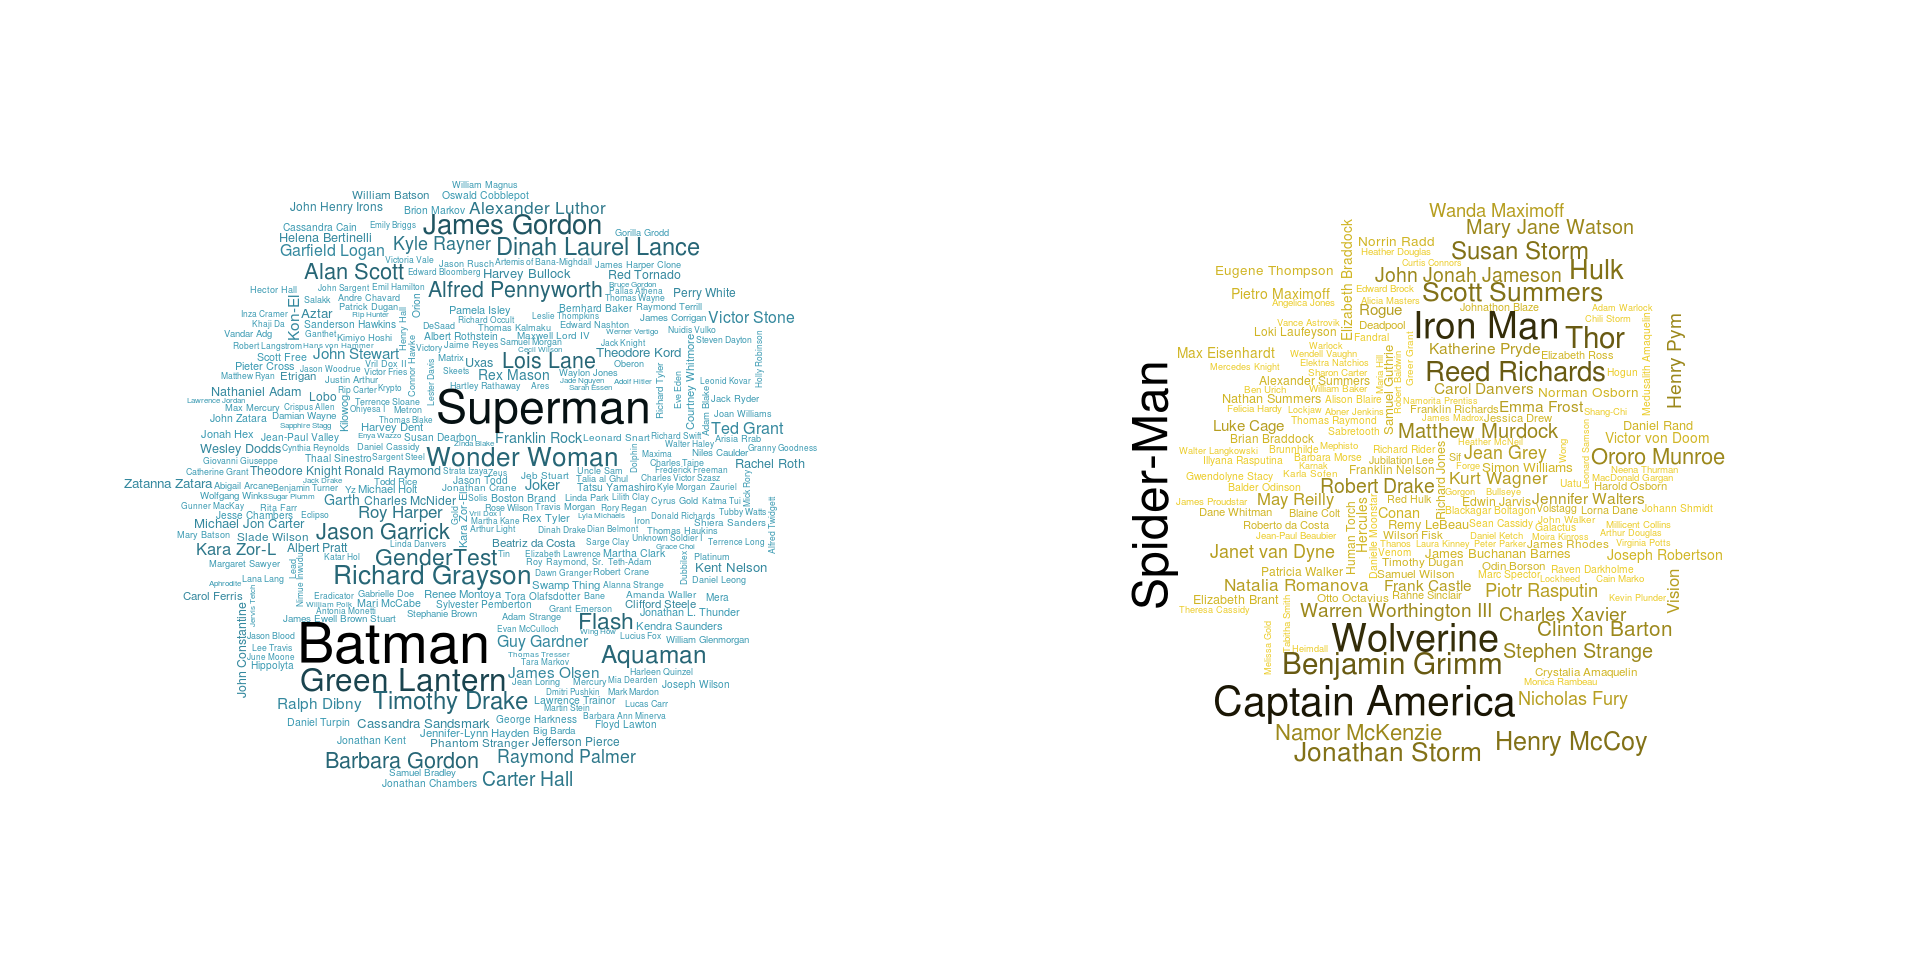 William Magnus
William Batson
Oswald Cobblepot
John Henry Irons
Brion Markov
Alexander Luthor
Cassandra Cain
Emily Briggs
James Gordon
Gorilla Grodd
Helena Bertinelli
Garfield Logan
Kyle Rayner
Dinah Laurel Lance
Victoria Vale
Jason Rusch
Artemis of Bana-Mighdall
James Harper Clone
Alan Scott
Edward Bloomberg
Harvey Bullock
Red Tornado
Hector Hall
John Sargent
Emil Hamilton
Alfred Pennyworth
Bruce Gordon
Pallas Athena
Thomas Wayne
Perry White
Salakk
Andre Chavard
Patrick Dugan
Orion
Kon-El
Inza Cramer
Aztar
Rip Hunter
Pamela Isley
Leslie Thompkins
Bernhard Baker
Raymond Terrill
James Corrigan
Victor Stone
Khaji Da
Sanderson Hawkins
Henry Hall
DeSaad
Richard Occult
Thomas Kalmaku
Edward Nashton
Werner Vertigo
Nuidis Vulko
Vandar Adg
Ganthet
Kimiyo Hoshi
Albert Rothstein
Maxwell Lord IV
Steven Dayton
Robert Langstrom
Hans von Hammer
Victory
Jaime Reyes
Samuel Morgan
Cecil Wilson
Jack Knight
Scott Free
John Stewart
Connor Hawke
Matrix
Uxas
Lois Lane
Theodore Kord
Courtney Whitmore
Holly Robinson
Pieter Cross
Jason Woodrue
Vril Dox II
Oberon
Matthew Ryan
Etrigan
Victor Fries
Skeets
Rex Mason
Waylon Jones
Justin Arthur
Lester Davis
Hartley Rathaway
Ares
Jade Nguyen
Sarah Essen
Adolf Hitler
Richard Tyler
Eve Eden
Leonid Kovar
Nathaniel Adam
Lobo
Rip Carter
Krypto
Lawrence Jordan
Max Mercury
Crispus Allen
Kilowog
Terrence Sloane
Ohiyesa I
Metron
Superman
Adam Blake
Jack Ryder
John Zatara
Damian Wayne
Thomas Blake
Joan Williams
Sapphire Stagg
Harvey Dent
Ted Grant
Jonah Hex
Jean-Paul Valley
Enya Wazzo
Susan Dearbon
Zinda Blake
Franklin Rock
Leonard Snart
Richard Swift
Arisia Rrab
Wesley Dodds
Cynthia Reynolds
Daniel Cassidy
Walter Haley
Granny Goodness
Giovanni Giuseppe
Thaal Sinestro
Sargent Steel
Wonder Woman
Dolphin
Maxima
Niles Caulder
Charles Taine
Rachel Roth
Catherine Grant
Theodore Knight
Ronald Raymond
Strata
Izaya
Zeus
Uncle Sam
Frederick Freeman
Zatanna Zatara
Abigail Arcane
Jack Drake
Todd Rice
Jason Todd
Jeb Stuart
Talia al Ghul
Charles Victor Szasz
Benjamin Turner
Yz
Michael Holt
Jonathan Crane
Joker
Tatsu Yamashiro
Kyle Morgan
Zauriel
Mick Rory
Wolfgang Winks
Sugar Plumm
Garth
Charles McNider
Solis
Boston Brand
Linda Park
Lilith Clay
Cyrus Gold
Katma Tui
Gunner MacKay
Rita Farr
Gold
Kara Zor-El
Rose Wilson
Travis Morgan
Rory Regan
Tubby Watts
Jesse Chambers
Eclipso
Roy Harper
Vril Dox I
Martha Kane
Rex Tyler
Lyla Michaels
Iron
Donald Richards
Shiera Sanders
Alfred Twidgett
Michael Jon Carter
Arthur Light
Dinah Drake
Dian Belmont
Thomas Haukins
Mary Batson
Slade Wilson
Jason Garrick
Beatriz da Costa
Sarge Clay
Unknown Soldier I
Terrence Long
Kara Zor-L
Albert Pratt
Linda Danvers
Grace Choi
Katar Hol
GenderTest
Tin
Elizabeth Lawrence
Martha Clark
Dubbilex
Platinum
Margaret Sawyer
Lead
Nimue Inwudu
Roy Raymond, Sr.
Teth-Adam
Kent Nelson
Lana Lang
Richard Grayson
Dawn Granger
Robert Crane
Daniel Leong
Aphrodite
Jervis Tetch
Swamp Thing
Alanna Strange
Carol Ferris
Eradicator
Gabrielle Doe
Renee Montoya
Tora Olafsdotter
Bane
Amanda Waller
Mera
William Polk
Mari McCabe
Sylvester Pemberton
Clifford Steele
Antonia Monetti
Stephanie Brown
Grant Emerson
Jonathan L. Thunder
James Ewell Brown Stuart
Adam Strange
John Constantine
Batman
Evan McCulloch
Flash
Wing How
Kendra Saunders
Jason Blood
Guy Gardner
Lucius Fox
William Glenmorgan
Lee Travis
Thomas Tresser
Aquaman
June Moone
Tara Markov
Hippolyta
Green Lantern
James Olsen
Harleen Quinzel
Jean Loring
Mercury
Mia Dearden
Joseph Wilson
Timothy Drake
Dmitri Pushkin
Mark Mardon
Ralph Dibny
Lawrence Trainor
Martin Stein
Lucas Carr
Daniel Turpin
Cassandra Sandsmark
George Harkness
Barbara Ann Minerva
Floyd Lawton
Jennifer-Lynn Hayden
Big Barda
Jonathan Kent
Phantom Stranger
Jefferson Pierce
Barbara Gordon
Raymond Palmer
Samuel Bradley
Jonathan Chambers
Carter Hall
Wanda Maximoff
Elizabeth Braddock
Mary Jane Watson
Norrin Radd
Heather Douglas
Susan Storm
Curtis Connors
Eugene Thompson
John Jonah Jameson
Hulk
Pietro Maximoff
Edward Brock
Scott Summers
Angelica Jones
Alicia Masters
Rogue
Johnathon Blaze
Adam Warlock
Vance Astrovik
Deadpool
Iron Man
Chili Storm
Loki Laufeyson
Fandral
Thor
Medusalith Amaquelin
Henry Pym
Max Eisenhardt
Warlock
Wendell Vaughn
Samuel Guthrie
Greer Grant
Katherine Pryde
Elizabeth Ross
Mercedes Knight
Elektra Natchios
Sharon Carter
Maria Hill
Robert Baldwin
Reed Richards
Hogun
Alexander Summers
Ben Urich
William Baker
Carol Danvers
Norman Osborn
Nathan Summers
Alison Blaire
Namorita Prentiss
Felicia Hardy
Lockjaw
Abner Jenkins
Franklin Richards
Emma Frost
Shang-Chi
Thomas Raymond
James Madrox
Jessica Drew
Luke Cage
Sabretooth
Matthew Murdock
Daniel Rand
Spider-Man
Brian Braddock
Mephisto
Heather McNeil
Wong
Leonard Samson
Victor von Doom
Walter Langkowski
Brunnhilde
Richard Rider
Richard Jones
Jean Grey
Illyana Rasputina
Barbara Morse
Jubilation Lee
Sif
Ororo Munroe
Karnak
Franklin Nelson
Forge
Simon Williams
Neena Thurman
Gwendolyne Stacy
Karla Sofen
Kurt Wagner
Uatu
MacDonald Gargan
Balder Odinson
Robert Drake
Gorgon
Bullseye
Harold Osborn
James Proudstar
May Reilly
Red Hulk
Edwin Jarvis
Jennifer Walters
Dane Whitman
Blaine Colt
Human Torch
Hercules
Danielle Moonstar
Conan
Blackagar Boltagon
Volstagg
Lorna Dane
Johann Shmidt
Roberto da Costa
Remy LeBeau
Sean Cassidy
John Walker
Galactus
Millicent Collins
Jean-Paul Beaubier
Wilson Fisk
Daniel Ketch
Moira Kinross
Arthur Douglas
Janet van Dyne
Thanos
Laura Kinney
Peter Parker
James Rhodes
Virginia Potts
Venom
James Buchanan Barnes
Joseph Robertson
Timothy Dugan
Patricia Walker
Samuel Wilson
Odin Borson
Raven Darkholme
Marc Spector
Lockheed
Cain Marko
Vision
Natalia Romanova
Frank Castle
Piotr Rasputin
Elizabeth Brant
Otto Octavius
Rahne Sinclair
Kevin Plunder
Theresa Cassidy
Tabitha Smith
Warren Worthington III
Charles Xavier
Melissa Gold
Wolverine
Clinton Barton
Heimdall
Stephen Strange
Benjamin Grimm
Crystalia Amaquelin
Monica Rambeau
Captain America
Nicholas Fury
Namor McKenzie
Henry McCoy
Jonathan Storm